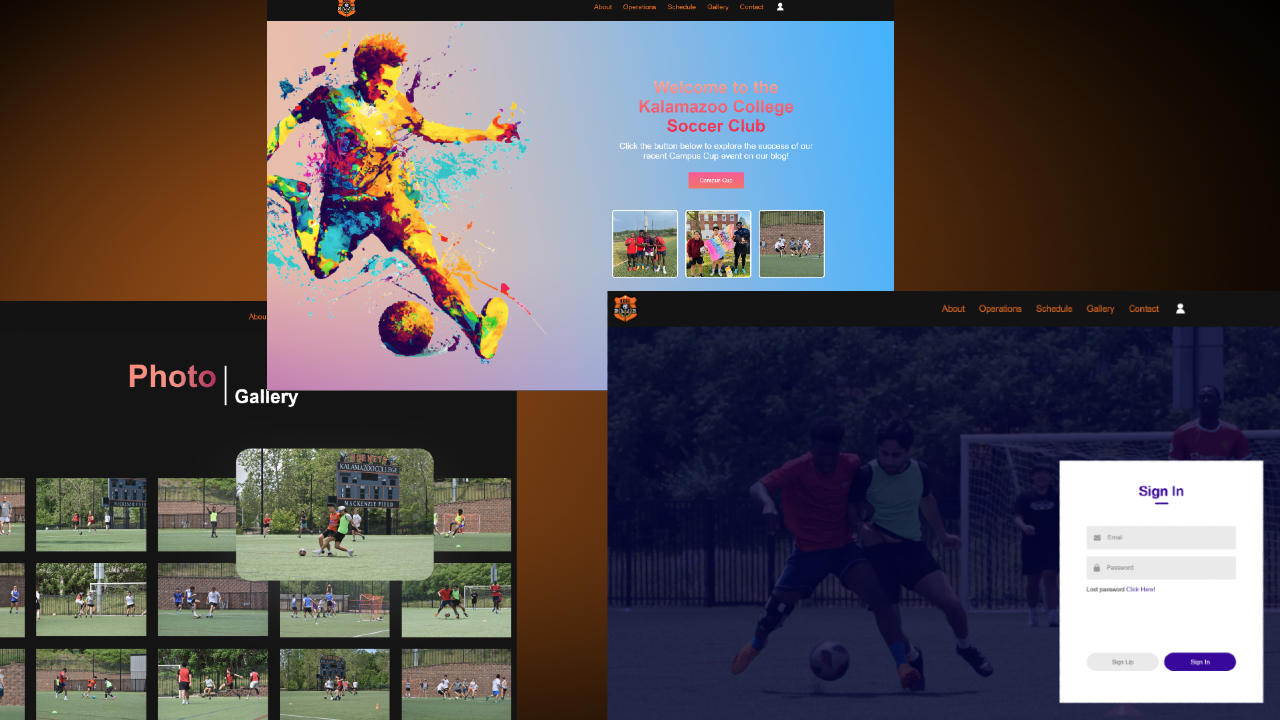 About Operations Schedule Gallery Contact
Welcome to the
Kalamazoo College
Soccer Club
Click the button below to explore the success of our
recent Campus Cup event on our blog!
Campus Cup
Photo
Gallery
HORNETS
KALAMAZOO COLLEGE
MACKENZIE FIELD
About Operations Schedule Gallery Contact
Sign In
Email
Password
Lost password Click Here!
Sign Up
Sign In